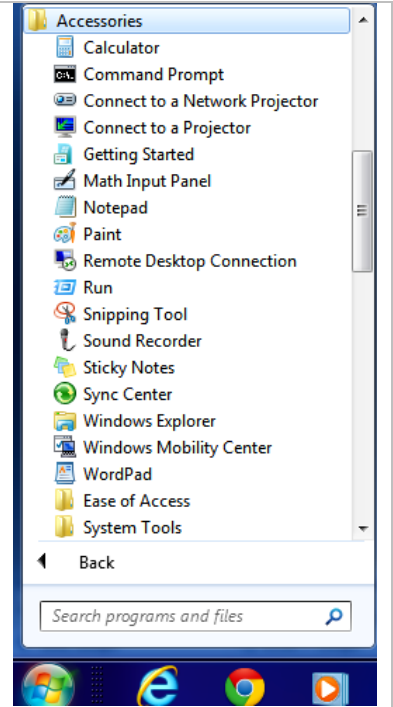 Accessories
Calculator
Command Prompt
Connect to a Network Projector
Connect to a Projector
Getting Started
Math Input Panel
Notepad
Paint
Remote Desktop Connection
Run
Snipping Tool
Sound Recorder
Sticky Notes
Sync Center
Windows Explorer
Windows Mobility Center
WordPad
Ease of Access
System Tools
Back
Search programs and files